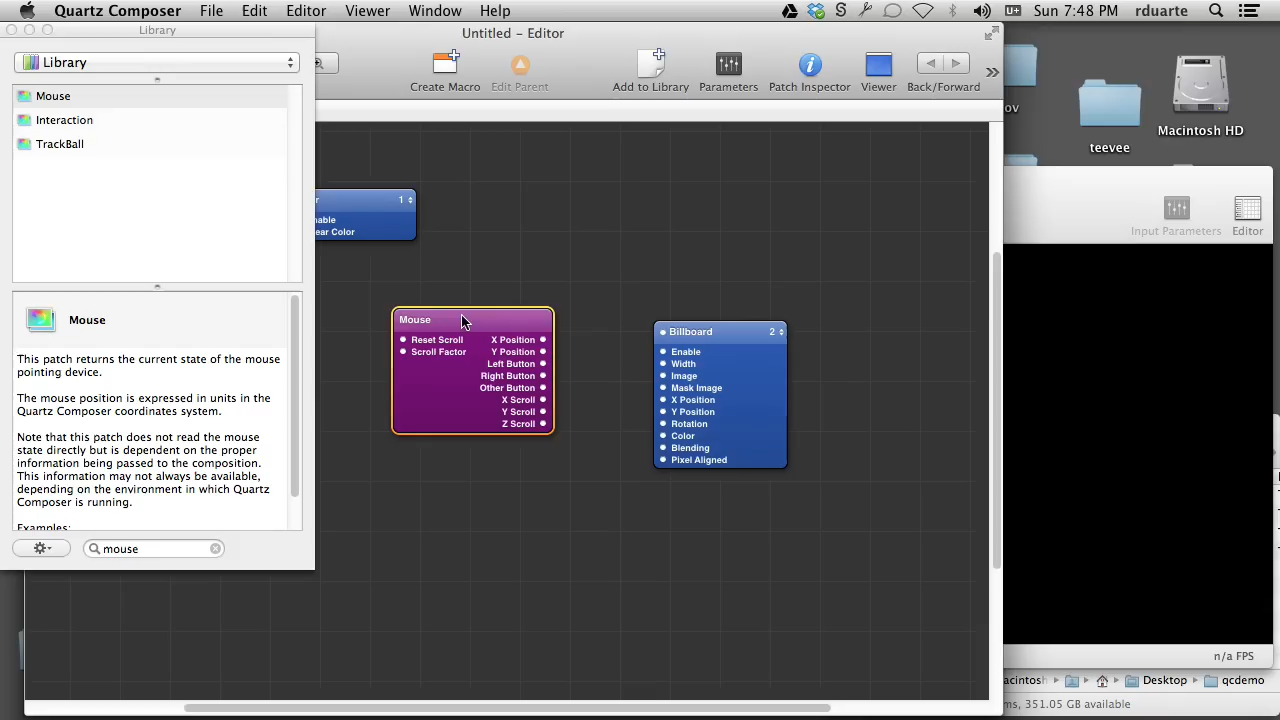 Quartz Composer File Edit Editor Viewer Window Help
Sun 7:48 PM rduarte
Library
Library
Mouse
Interaction
TrackBall
Mouse
This patch returns the current state of the mouse
pointing device.
The mouse position is expressed in units in the
Quartz Composer coordinates system.
Note that this patch does not read the mouse
state directly but is dependent on the proper
information being passed to the composition.
This information may not always be available,
depending on the environment in which Quartz
Composer is running.
Examples:
mouse
Untitled – Editor
Create Macro
Edit Parent
Add to Library
Parameters
Patch Inspector
Viewer
Back/Forward
r 1
nable
ear Color
Mouse
Reset Scroll X Position
Scroll Factor Y Position
Left Button
Right Button
Other Button
X Scroll
Y Scroll
Z Scroll
Billboard 2
Enable
Width
Image
Mask Image
X Position
Y Position
Rotation
Color
Blending
Pixel Aligned
ov
teevee
Macintosh HD
Input Parameters
Editor
n/a FPS
acintosh Desktop qcdemo
ms, 351.05 GB available